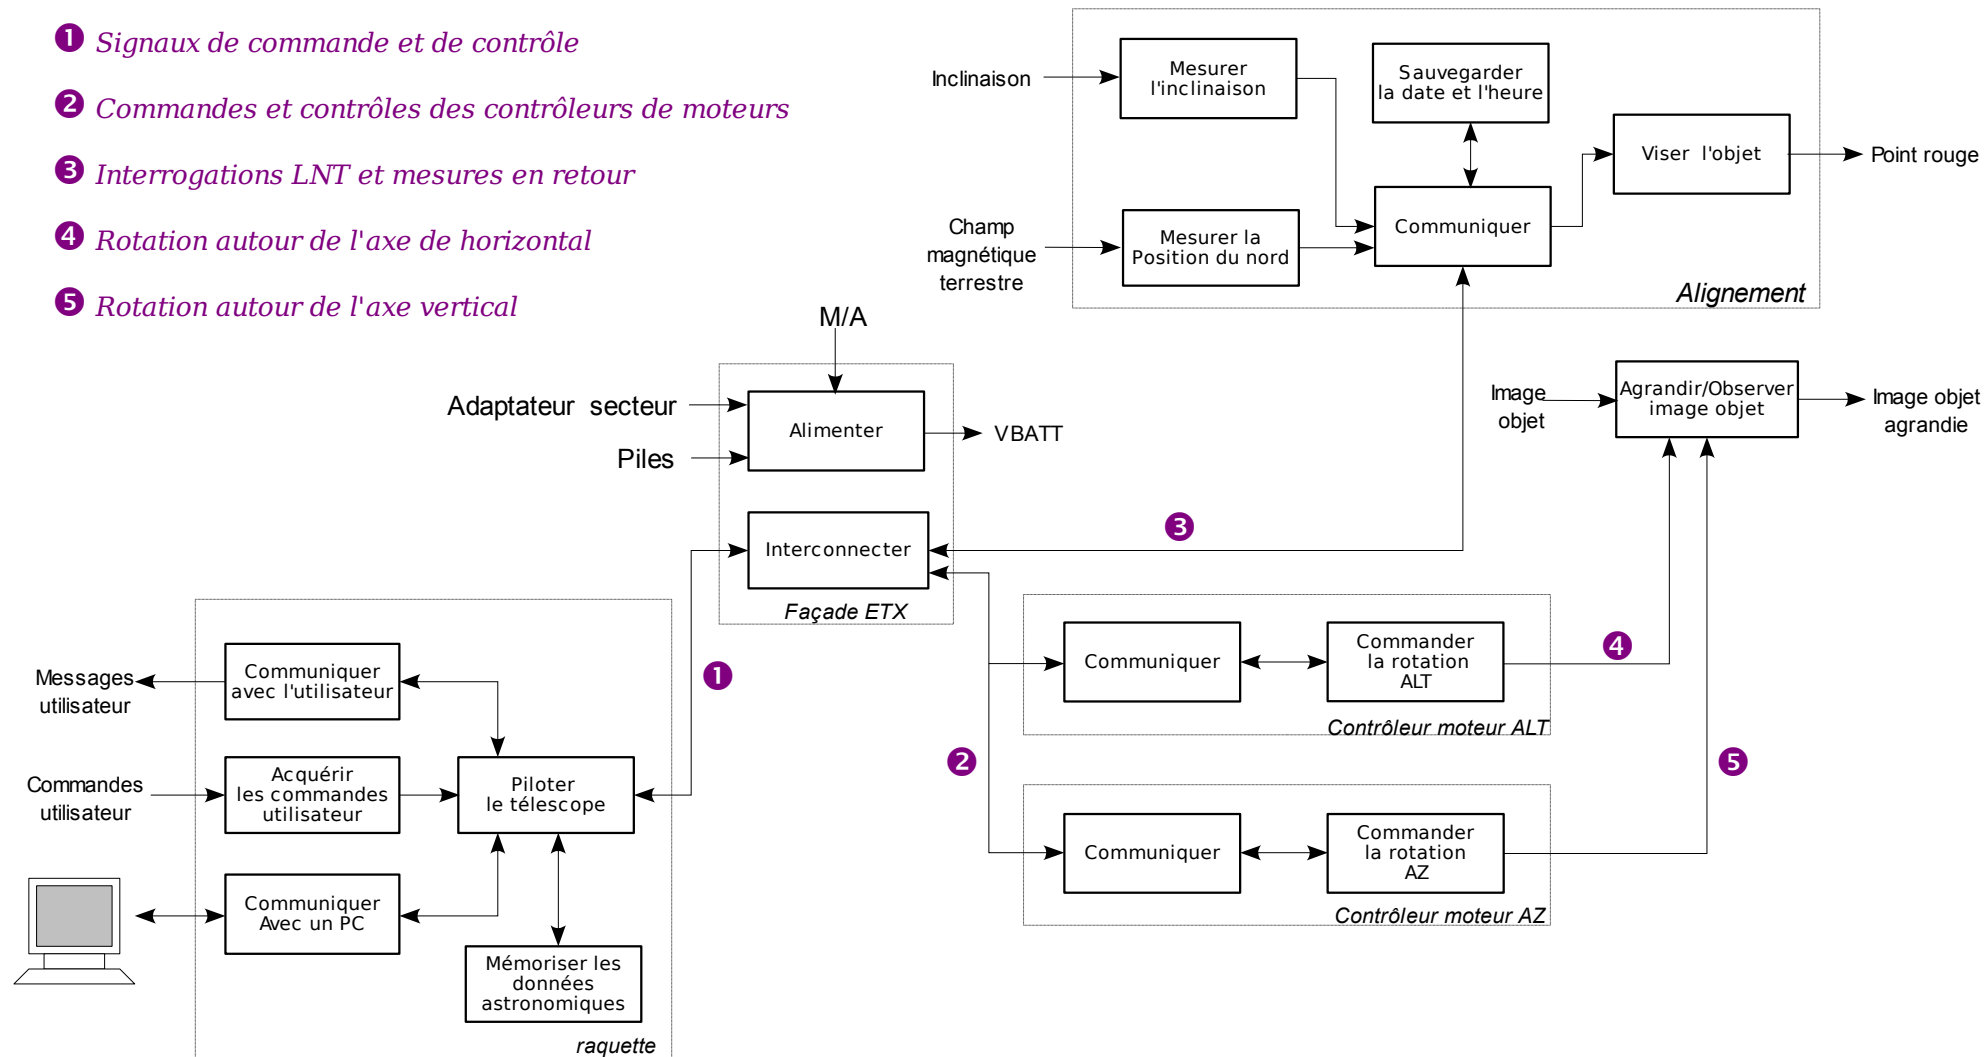 ❶ Signaux de commande et de contrôle
❷ Commandes et contrôles des contrôleurs de moteurs
❸ Interrogations LNT et mesures en retour
❹ Rotation autour de l'axe de horizontal
❺ Rotation autour de l'axe vertical
Inclinaison
Mesurer
l'inclinaison
Sauvegarder
la date et l'heure
Viser l'objet
Point rouge
Champ
magnétique
terrestre
Mesurer la
Position du nord
Communiquer
Alignement
M/A
Adaptateur secteur
Piles
Alimenter
VBATT
Interconnecter
Façade ETX
Image
objet
Agrandir/Observer
image objet
Image objet
agrandie
❸
❶
❷
❹
❺
Communiquer
Commander
la rotation
ALT
Contrôleur moteur ALT
Communiquer
Commander
la rotation
AZ
Contrôleur moteur AZ
Messages
utilisateur
Communiquer
avec l'utilisateur
Commandes
utilisateur
Acquérir
les commandes
utilisateur
Piloter
le télescope
Communiquer
Avec un PC
Mémoriser les
données
astronomiques
raquette